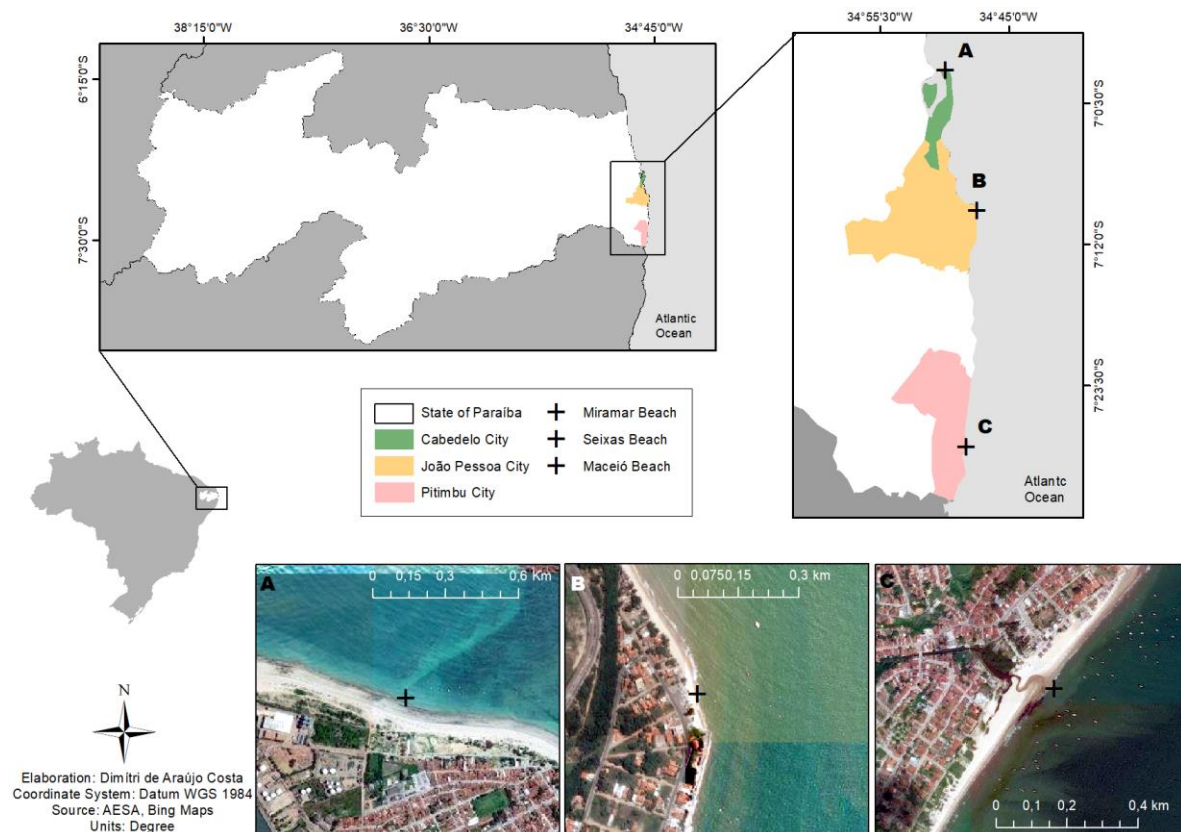 38°15'0"W 36°30'0"W 34°45'0"W
6°15'0"S
7°30'0"S
Atlantic
Ocean
34°55'30"W 34°45'0"W
A
7°0'30"S
B
7°12'0"S
7°23'30"S
C
Atlantc
Ocean
State of Paraíba
Cabedelo City
João Pessoa City
Pitimbu City
Miramar Beach
Seixas Beach
Maceió Beach
N
Elaboration: Dimítri de Araújo Costa
Coordinate System: Datum WGS 1984
Source: AESA, Bing Maps
Units: Degree
A
0 0,15 0,3 0,6 Km
B
0 0,0750,15 0,3 km
C
0 0,1 0,2 0,4 km